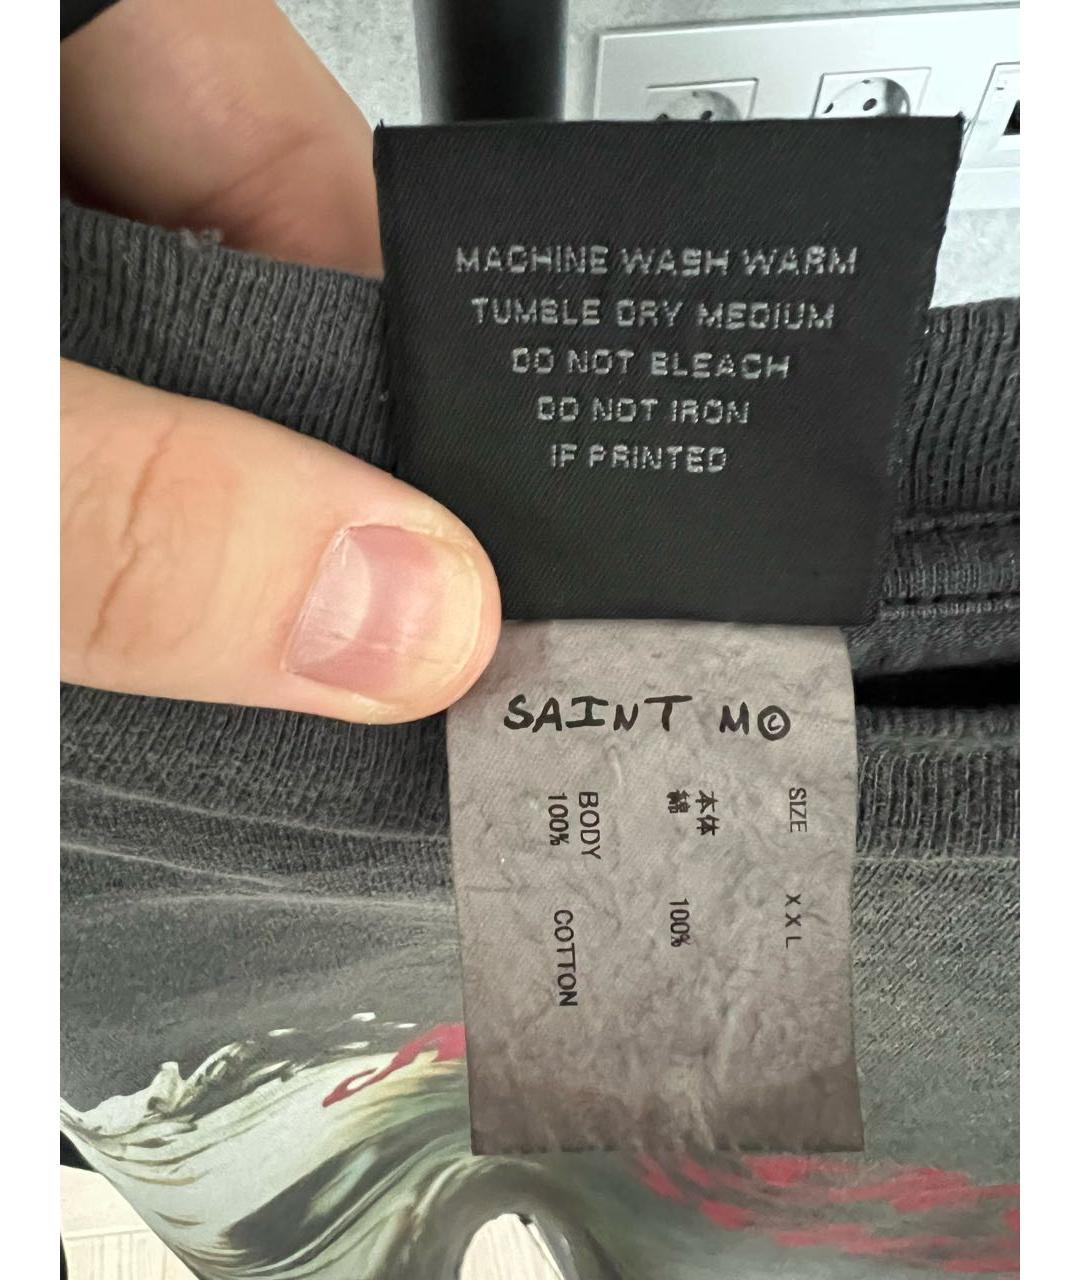 MACHINE WASH WARM
TUMBLE DRY MEDIUM
DO NOT BLEACH
DO NOT IRON
IF PRINTED
SAINT M©
SIZE XXL
本体
綿 100%
BODY
100% COTTON